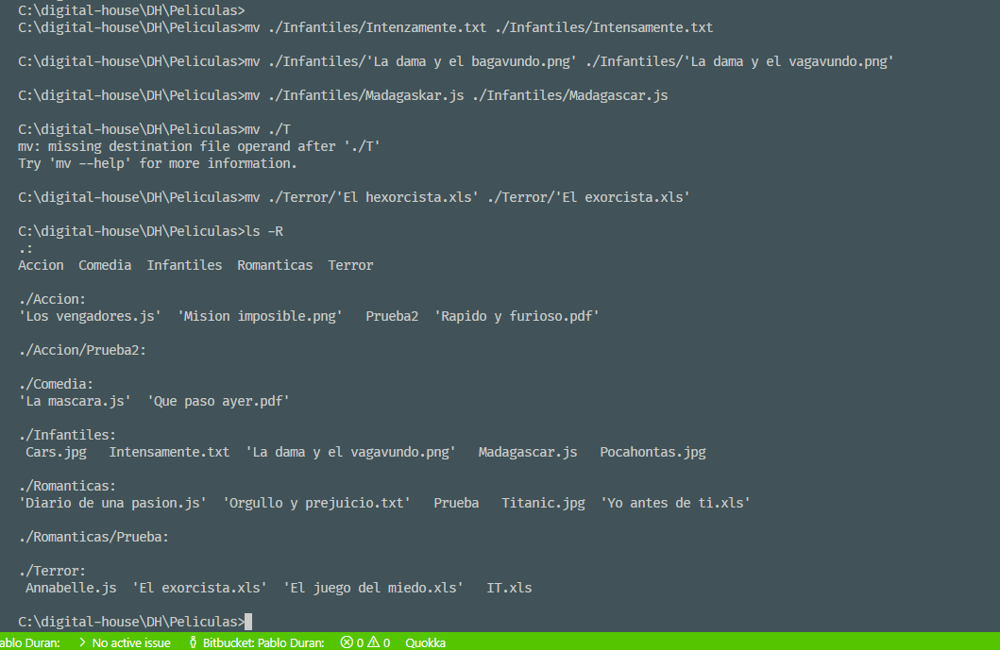 C:\digital-house\DH\Peliculas>
C:\digital-house\DH\Peliculas>mv ./Infantiles/Intenzamente.txt ./Infantiles/Intensamente.txt
C:\digital-house\DH\Peliculas>mv ./Infantiles/'La dama y el bagavundo.png' ./Infantiles/'La dama y el vagavundo.png'
C:\digital-house\DH\Peliculas>mv ./Infantiles/Madagaskar.js ./Infantiles/Madagascar.js
C:\digital-house\DH\Peliculas>mv ./T
mv: missing destination file operand after './T'
Try 'mv --help' for more information.
C:\digital-house\DH\Peliculas>mv ./Terror/'El hexorcista.xls' ./Terror/'El exorcista.xls'
C:\digital-house\DH\Peliculas>ls -R
.:
Accion  Comedia  Infantiles  Romanticas  Terror
./Accion:
'Los vengadores.js'  'Mision imposible.png'   Prueba2  'Rapido y furioso.pdf'
./Accion/Prueba2:
./Comedia:
'La mascara.js'  'Que paso ayer.pdf'
./Infantiles:
 Cars.jpg   Intensamente.txt  'La dama y el vagavundo.png'   Madagascar.js   Pocahontas.jpg
./Romanticas:
'Diario de una pasion.js'  'Orgullo y prejuicio.txt'   Prueba   Titanic.jpg  'Yo antes de ti.xls'
./Romanticas/Prueba:
./Terror:
 Annabelle.js  'El exorcista.xls'  'El juego del miedo.xls'   IT.xls
C:\digital-house\DH\Peliculas>
ablo Duran: > No active issue Bitbucket: Pablo Duran: 0 0 Quokka